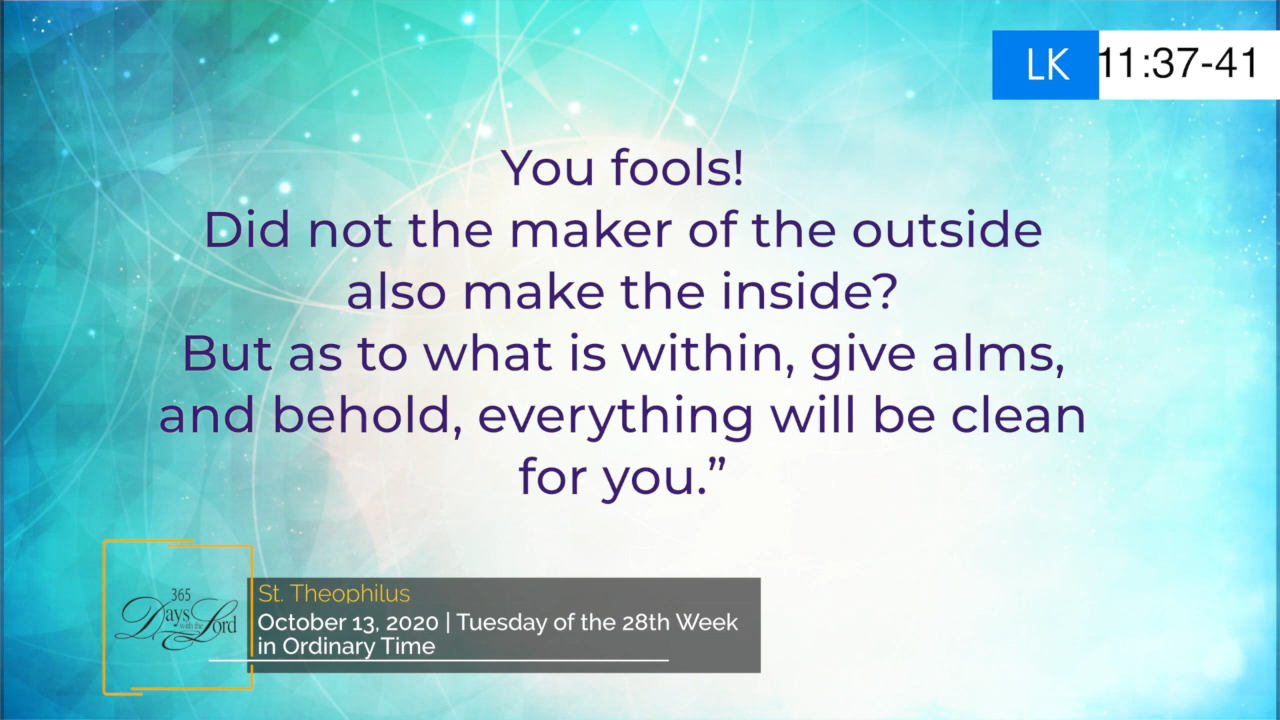 LK 11:37-41
You fools!
Did not the maker of the outside
also make the inside?
But as to what is within, give alms,
and behold, everything will be clean
for you.”
365
Days with the Lord
St. Theophilus
October 13, 2020 | Tuesday of the 28th Week
in Ordinary Time